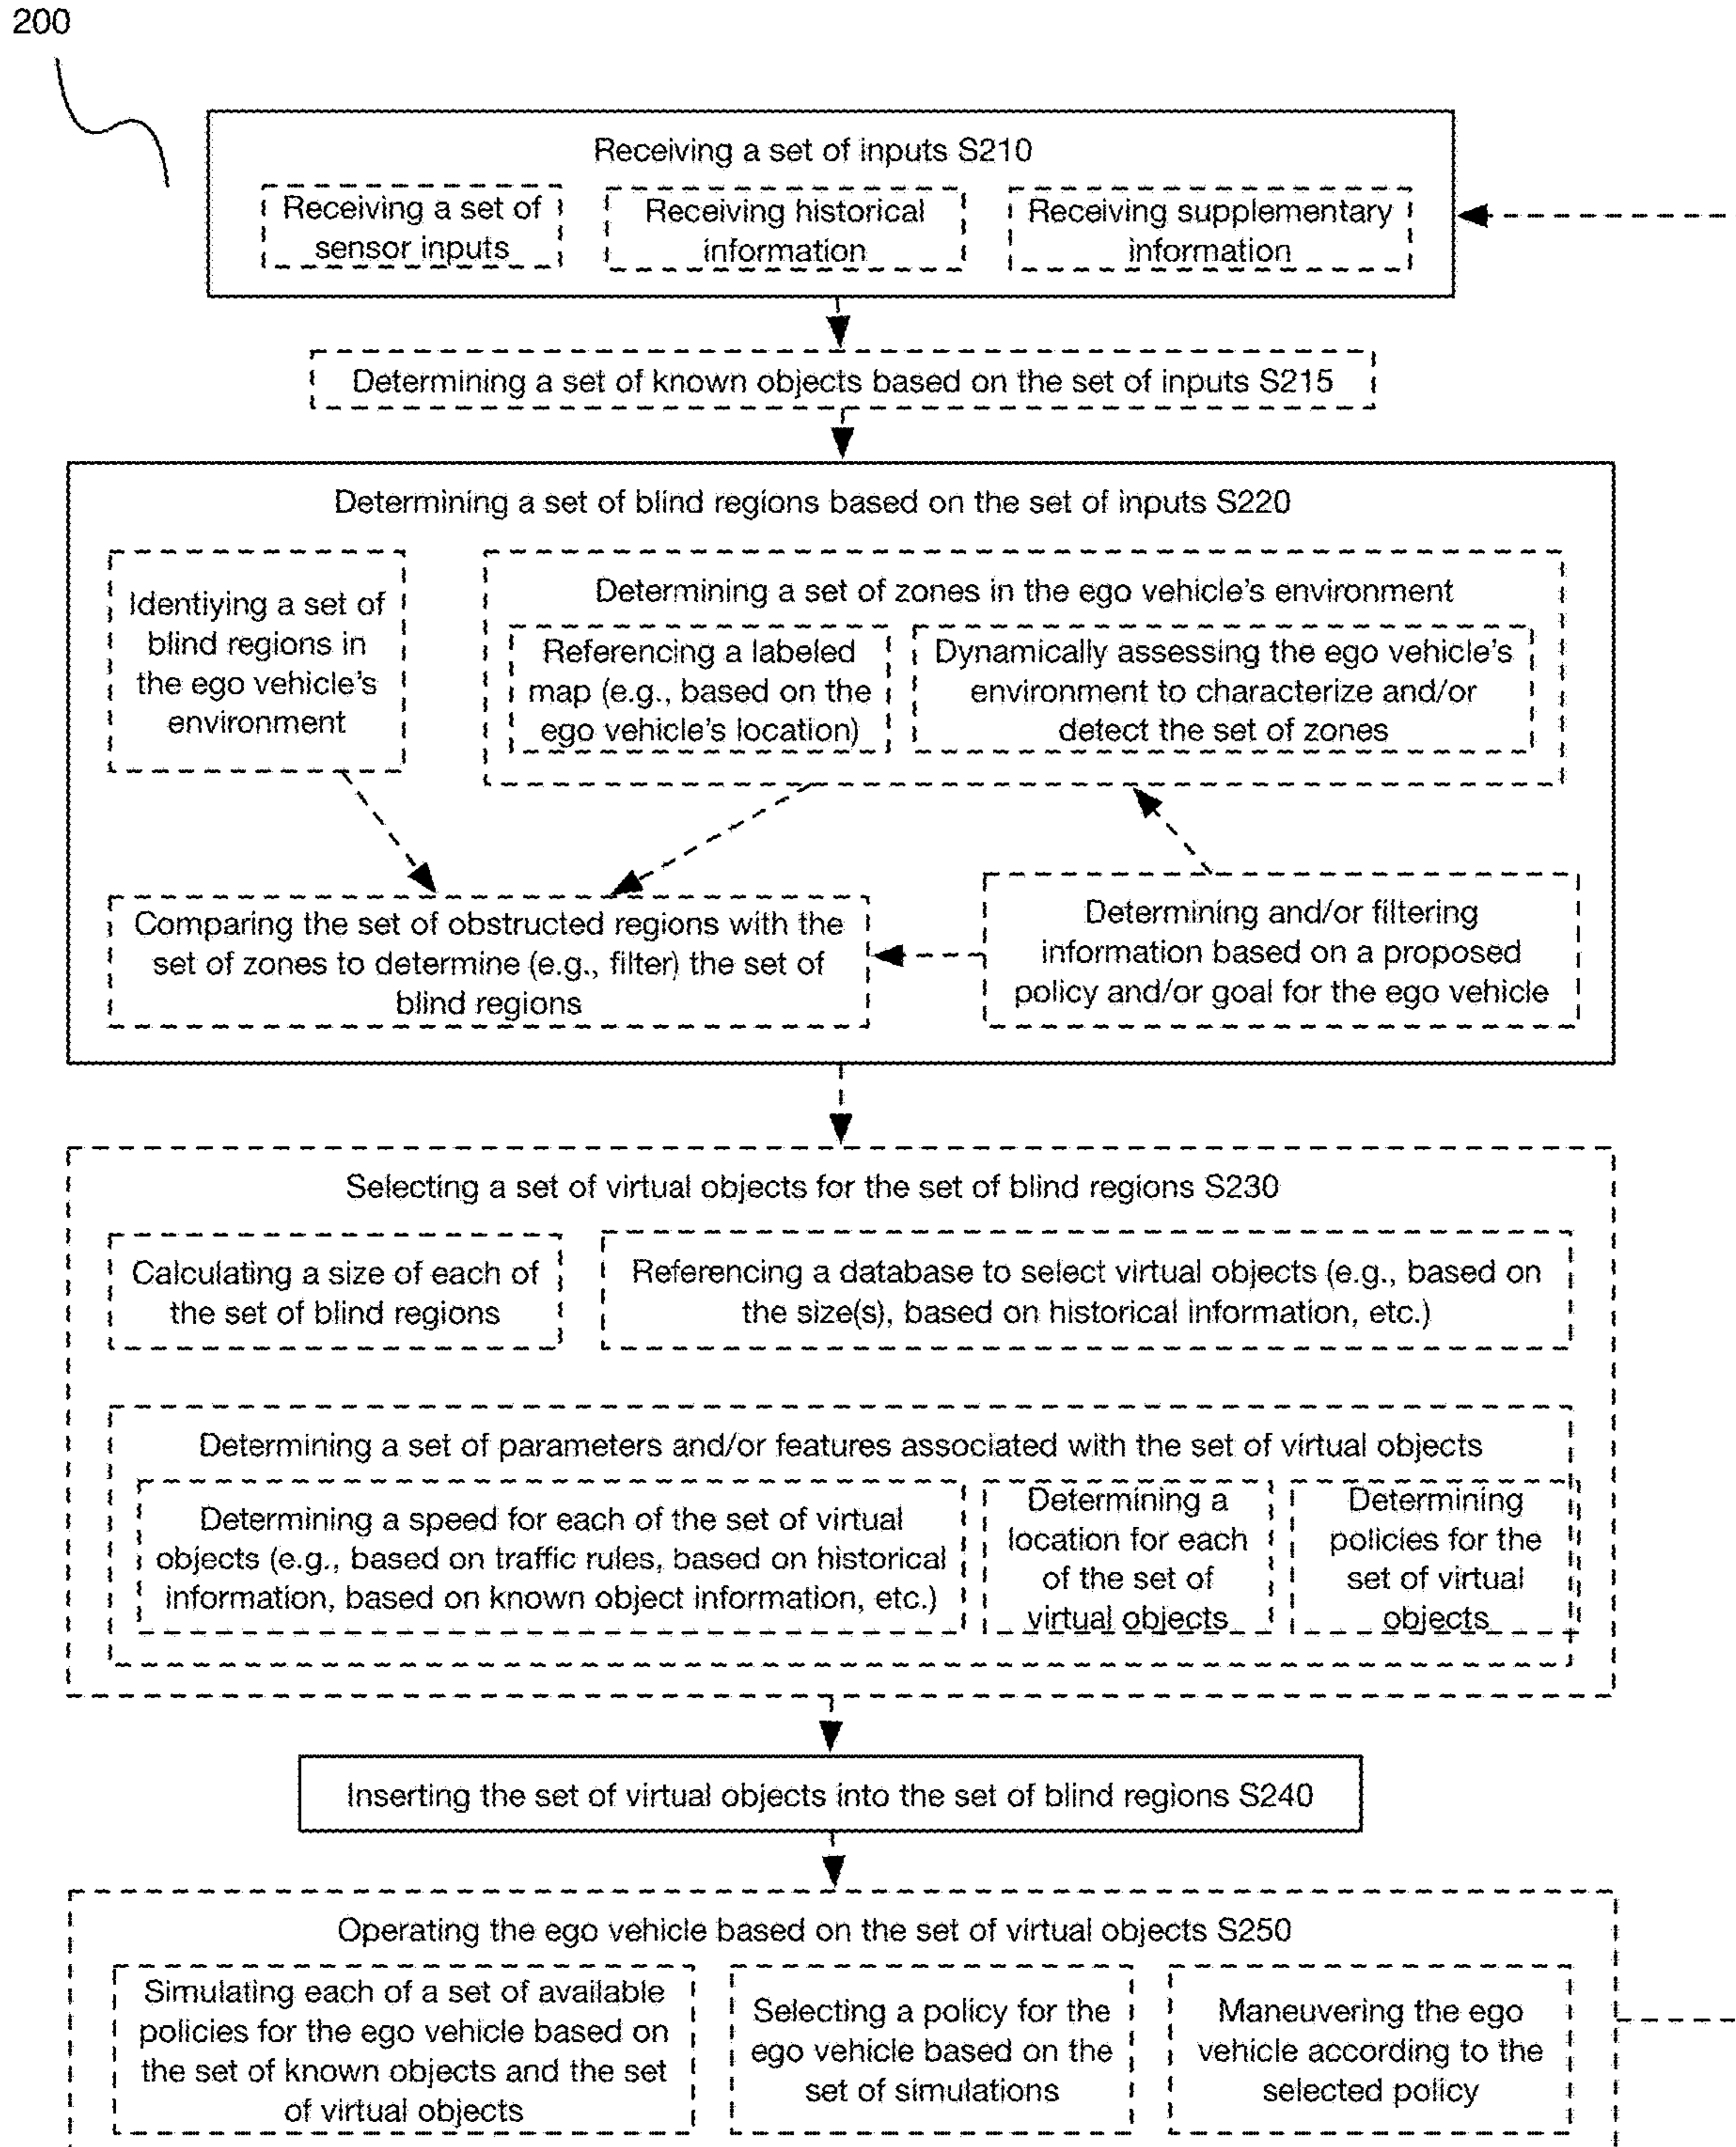 200
Receiving a set of inputs S210
Receiving a set of
sensor inputs
Receiving historical
information
Receiving supplementary
information
Determining a set of known objects based on the set of inputs S215
Determining a set of blind regions based on the set of inputs S220
Identiying a set of
blind regions in
the ego vehicle's
environment
Determining a set of zones in the ego vehicle's environment
Referencing a labeled
map (e.g., based on the
ego vehicle's location)
Dynamically assessing the ego vehicle's
environment to characterize and/or
detect the set of zones
Comparing the set of obstructed regions with the
set of zones to determine (e.g., filter) the set of
blind regions
Determining and/or filtering
information based on a proposed
policy and/or goal for the ego vehicle
Selecting a set of virtual objects for the set of blind regions S230
Calculating a size of each of
the set of blind regions
Referencing a database to select virtual objects (e.g., based on
the size(s), based on historical information, etc.)
Determining a set of parameters and/or features associated with the set of virtual objects
Determining a speed for each of the set of virtual
objects (e.g., based on traffic rules, based on historical
information, based on known object information, etc.)
Determining a
location for each
of the set of
virtual objects
Determining
policies for the
set of virtual
objects
Inserting the set of virtual objects into the set of blind regions S240
Operating the ego vehicle based on the set of virtual objects S250
Simulating each of a set of available
policies for the ego vehicle based on
the set of known objects and the set
of virtual objects
Selecting a policy for the
ego vehicle based on the
set of simulations
Maneuvering the ego
vehicle according to the
selected policy